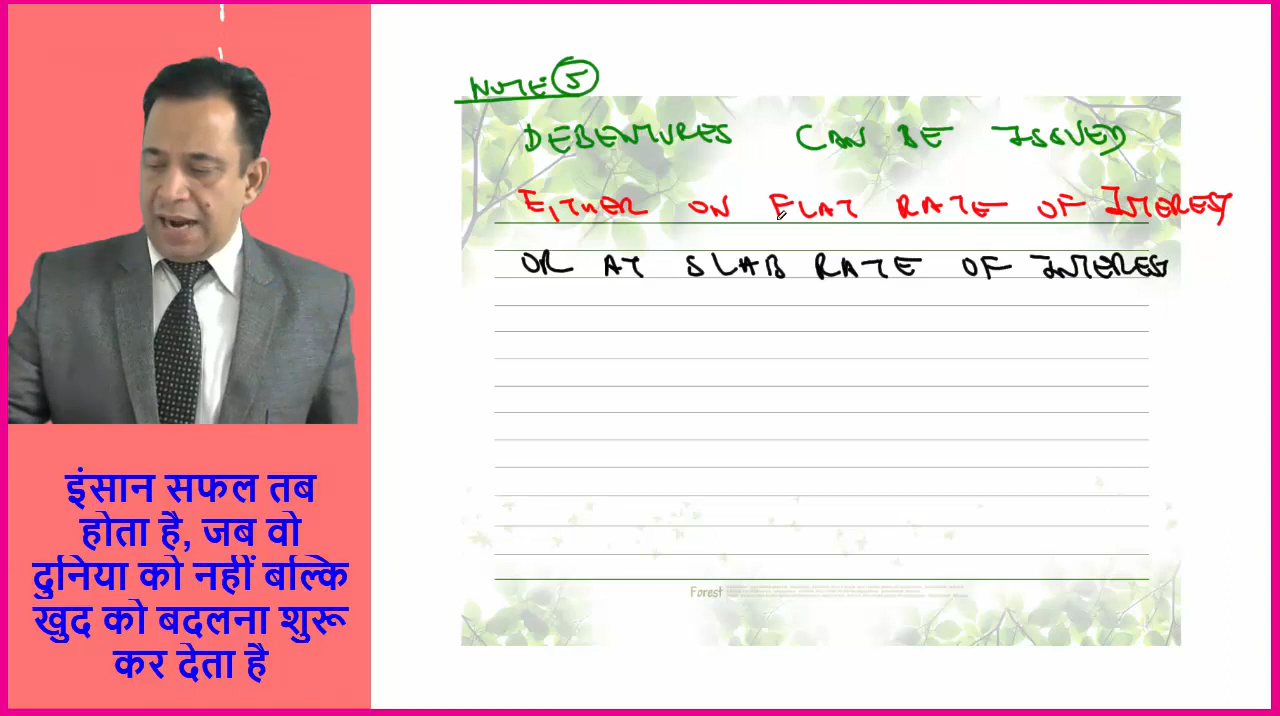 NOTE 5
DEBENTURES CAN BE ISSUED
EITHER ON FLAT RATE OF INTEREST
OR AT SLAB RATE OF INTEREST
Forest
इंसान सफल तब
होता है, जब वो
दुनिया को नहीं बल्कि
खुद को बदलना शुरू
कर देता है